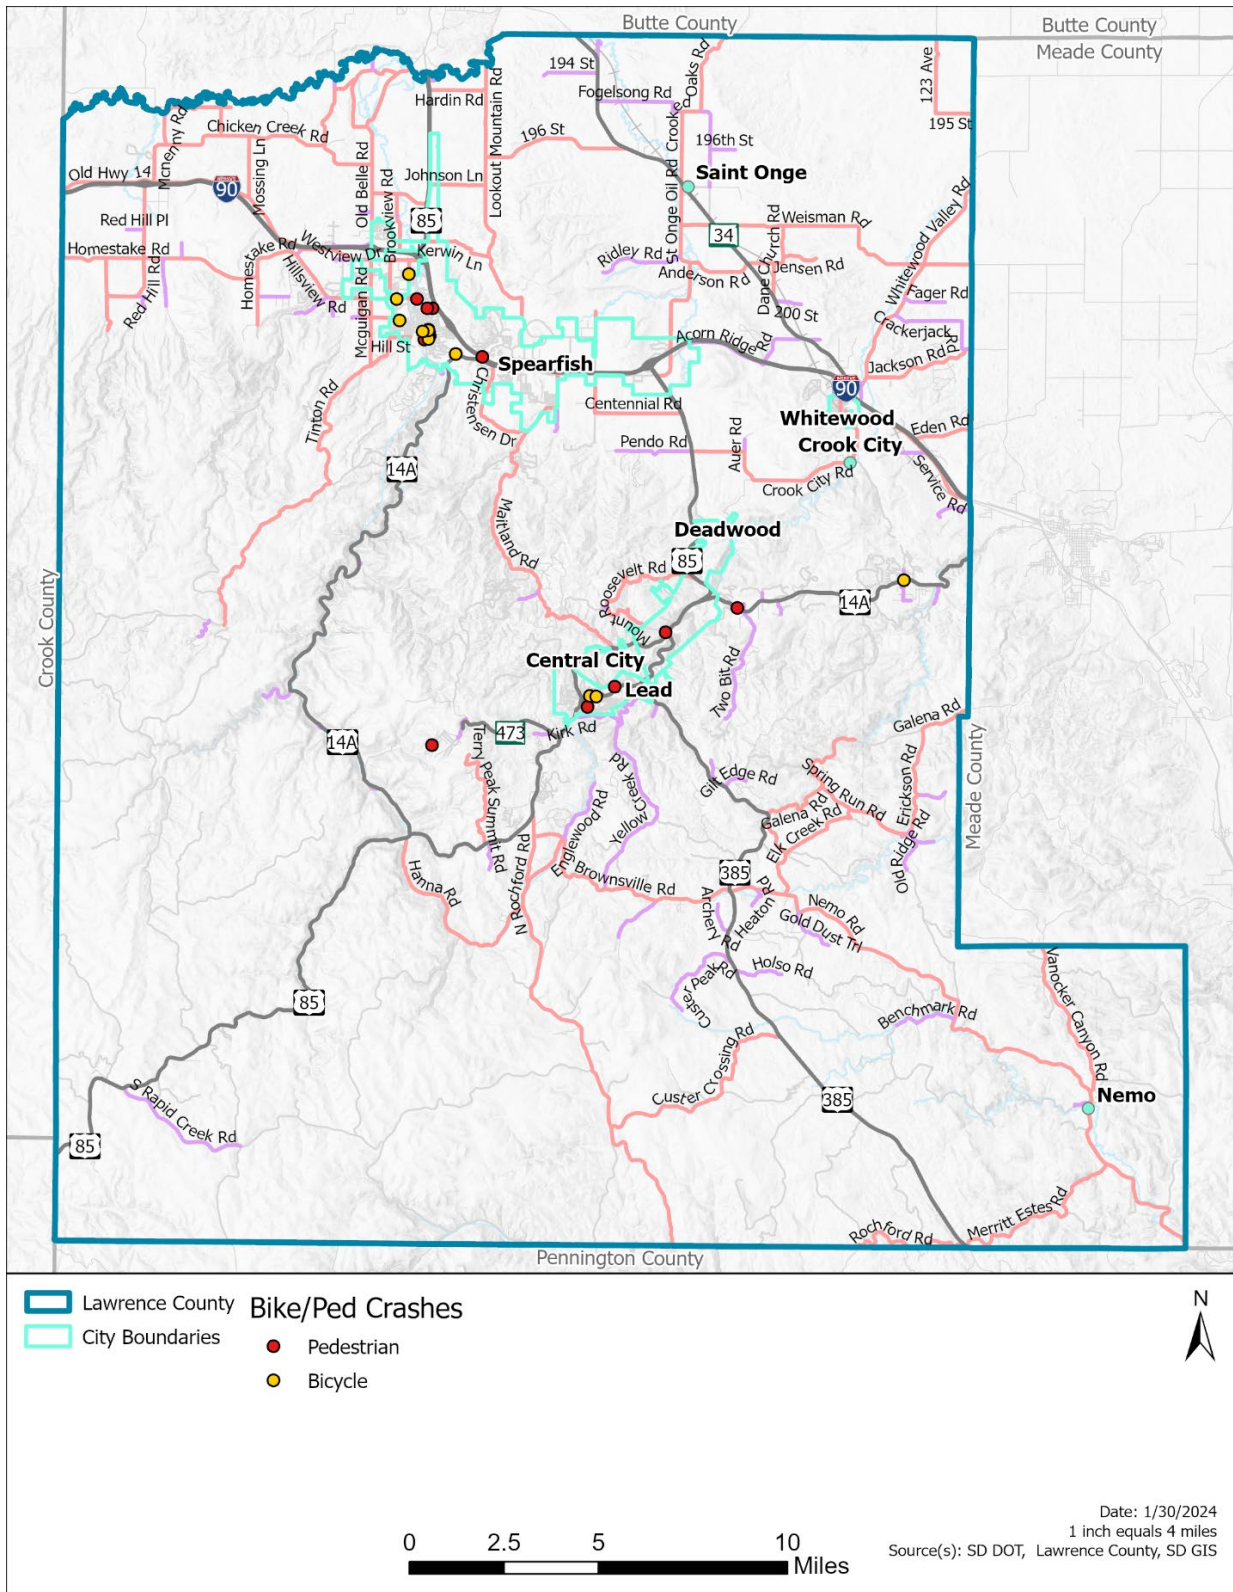 Butte County
Butte County
Meade County
194 St
Fogelsong Rd
Crooked Oaks Rd
123 Ave
195 St
Hardin Rd
Lookout Mountain Rd
Mcnenny Rd
Chicken Creek Rd
Mossing Ln
196 St
196th St
Old Hwy 14
90
Old Belle Rd
Brookview Rd
Johnson Ln
Saint Onge
St Onge Oil Rd
Red Hill Pl
85
34
Weisman Rd
Whitewood Valley Rd
Homestake Rd
Homestake Rd
Westview Dr
Kerwin Ln
Ridley Rd
Anderson Rd
Dane Church Rd
Jensen Rd
Red Hill Rd
Homestake Rd
Hillsview Rd
Mcguigan Rd
Fager Rd
200 St
Crackerjack Rd
Acorn Ridge Rd
Hill St
Spearfish
Jackson Rd
90
Christensen Dr
Tinton Rd
Centennial Rd
Whitewood
Crook City
Eden Rd
Pendo Rd
Auer Rd
14A
Crook City Rd
Service Rd
Maitland Rd
Deadwood
85
Roosevelt Rd
Mount
14A
Crook County
Central City
Lead
Two Bit Rd
Kirk Rd
473
14A
Terry Peak Summit Rd
Galena Rd
Meade County
Gilt Edge Rd
Spring Run Rd
Erickson Rd
Yellow Creek Rd
Englewood Rd
Galena Rd
Elk Creek Rd
Old Ridge Rd
N Rochford Rd
Hanna Rd
Brownsville Rd
385
Archery Rd
Heaton Rd
Nemo Rd
Gold Dust Trl
Holso Rd
Custer Peak Rd
Vanocker Canyon Rd
85
Benchmark Rd
Custer Crossing Rd
385
Nemo
S Rapid Creek Rd
85
Merritt Estes Rd
Rochford Rd
Pennington County
Lawrence County
City Boundaries
Bike/Ped Crashes
Pedestrian
Bicycle
N
Date: 1/30/2024
1 inch equals 4 miles
Source(s): SD DOT, Lawrence County, SD GIS
0 2.5 5 10
Miles